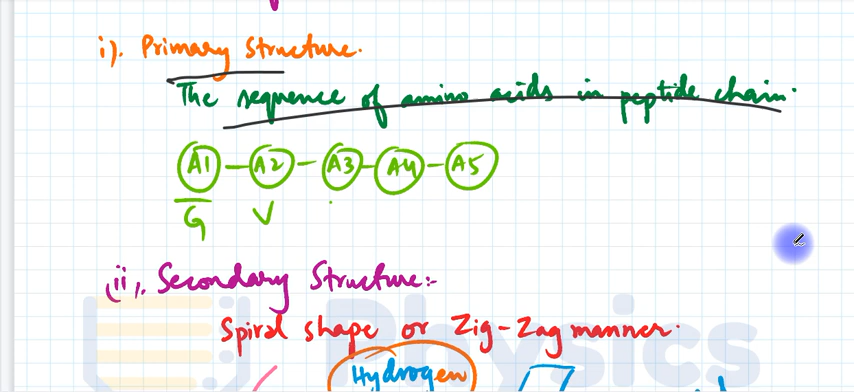 i). Primary Structure.
The sequence of amino acids in peptide chain.
A1 - A2 - A3 - A4 - A5
G V
(ii). Secondary Structure:-
Spiral shape or Zig-Zag manner.
Physics
Hydrogen